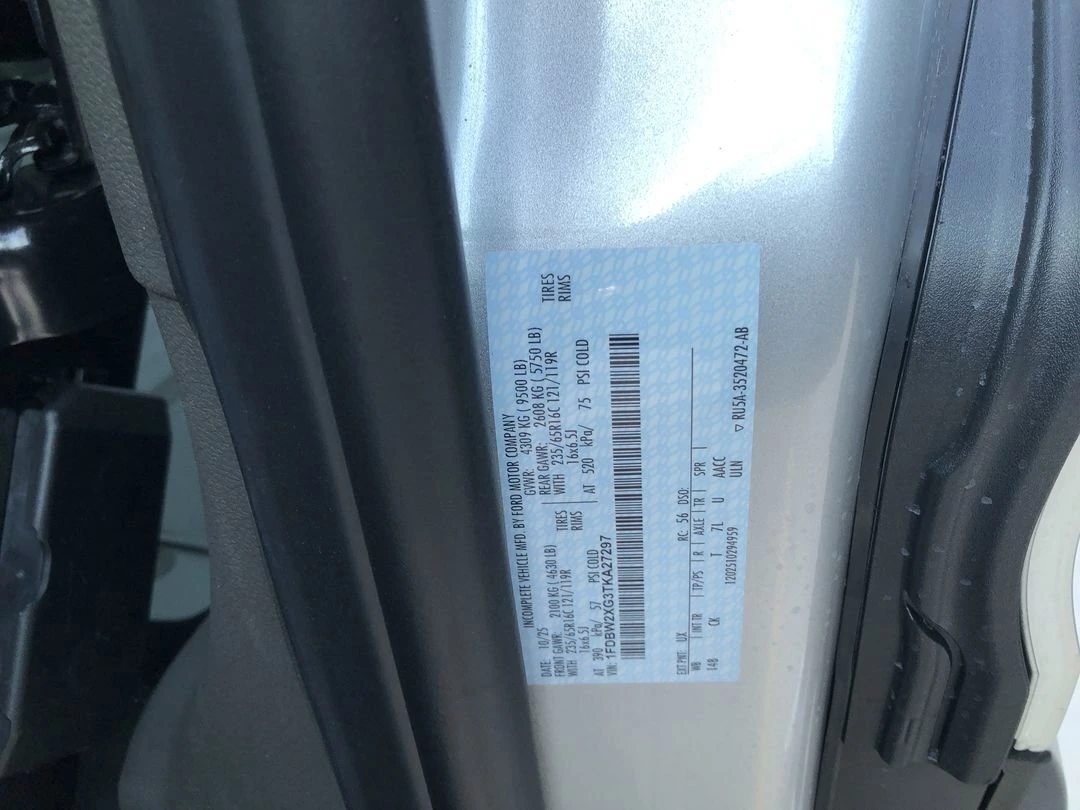 INCOMPLETE VEHICLE MFD. BY FORD MOTOR COMPANY
DATE: 10/25 GVWR: 4309 KG ( 9500 LB)
FRONT GAWR: 2100 KG ( 4630 LB) REAR GAWR: 2608 KG ( 5750 LB)
WITH 235/65R16C 121/119R TIRES WITH 235/65R16C 121/119R TIRES
16x6.5J RIMS 16x6.5J RIMS
AT 390 kPa/ 57 PSI COLD AT 520 kPa/ 75 PSI COLD
VIN: 1FDBW2XG3TKA27297
EXT PNT: UX RC: 56 DSO:
WB INT TR TP/PS R AXLE TR SPR
148 CK T 7L U AACC
1202510294959 ULN
▽ RU5A-3520472-AB